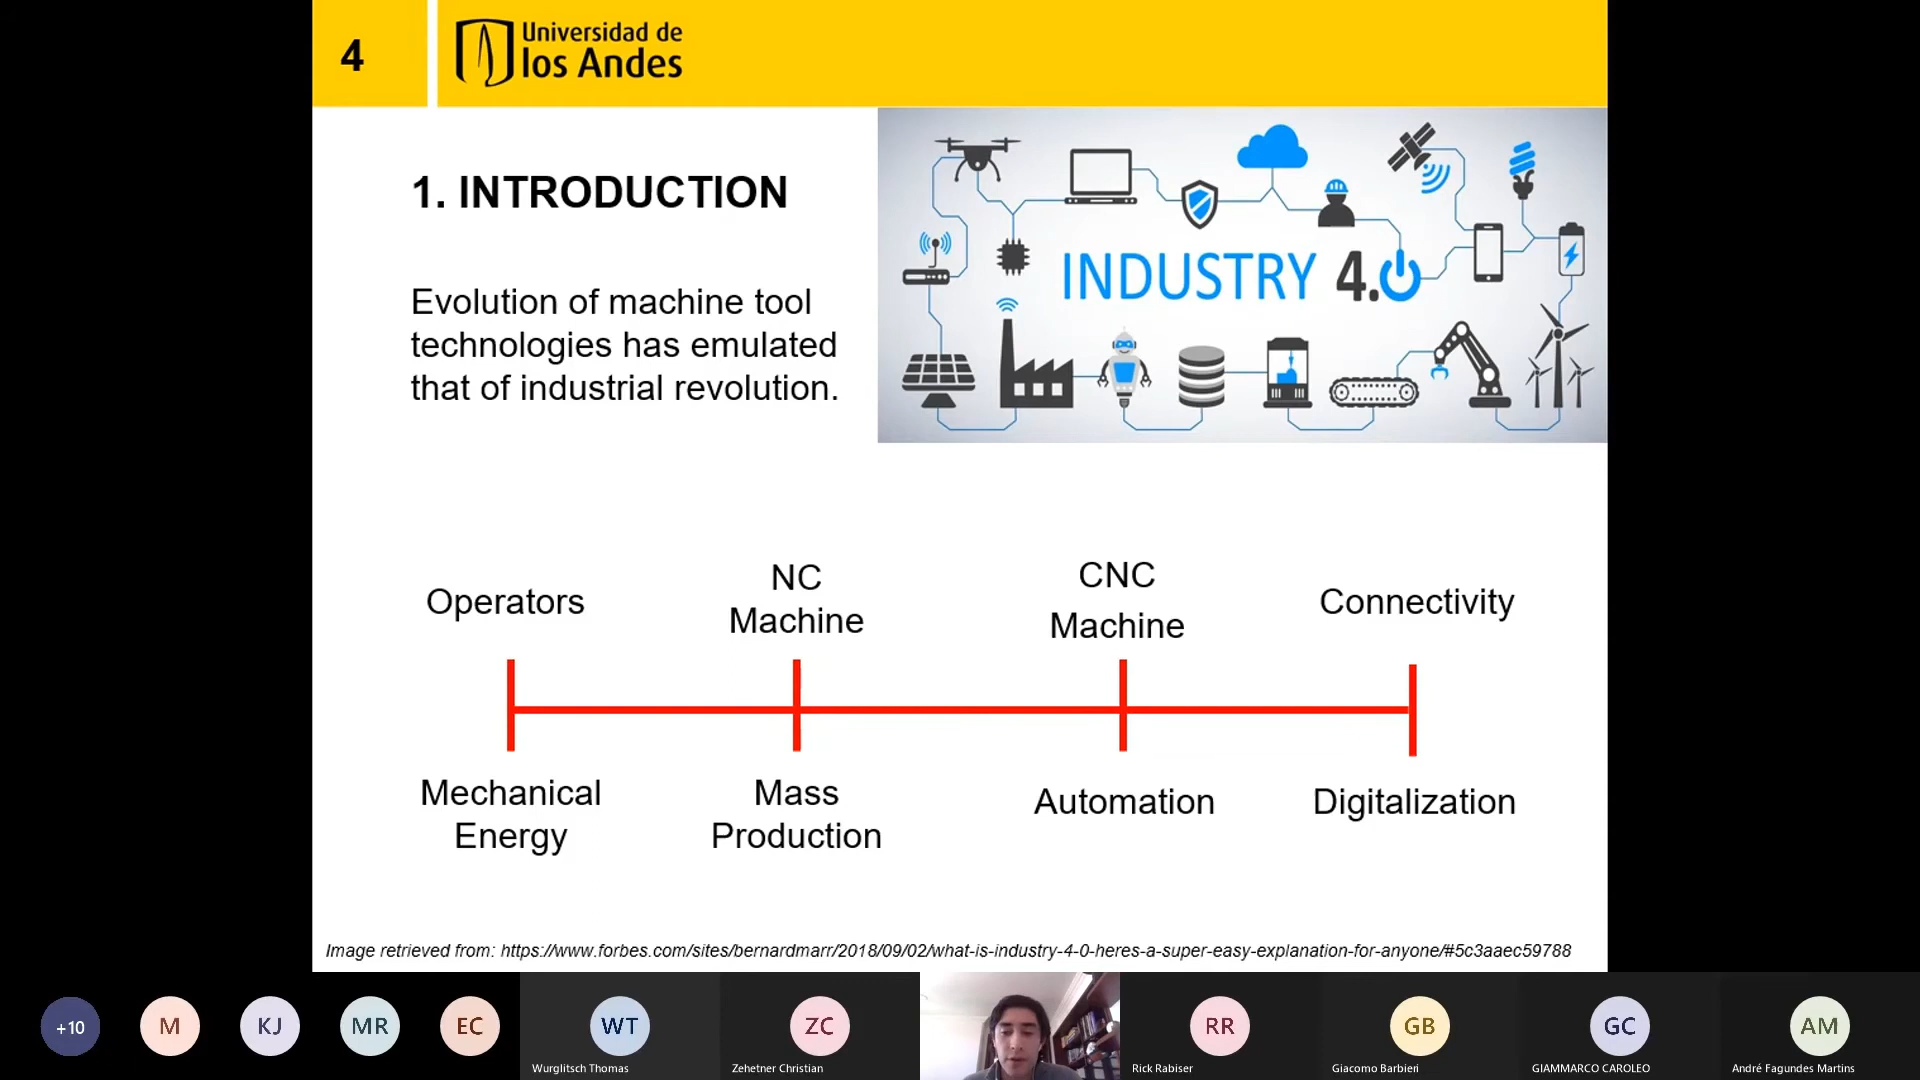 4
Universidad de
los Andes
1. INTRODUCTION
Evolution of machine tool
technologies has emulated
that of industrial revolution.
INDUSTRY 4.0
Operators
NC
Machine
CNC
Machine
Connectivity
Mechanical
Energy
Mass
Production
Automation
Digitalization
Image retrieved from: https://www.forbes.com/sites/bernardmarr/2018/09/02/what-is-industry-4-0-heres-a-super-easy-explanation-for-anyone/#5c3aaec59788
+10
M
KJ
MR
EC
WT
Wurglitsch Thomas
ZC
Zehetner Christian
RR
Rick Rabiser
GB
Giacomo Barbieri
GC
GIAMMARCO CAROLEO
AM
André Fagundes Martins